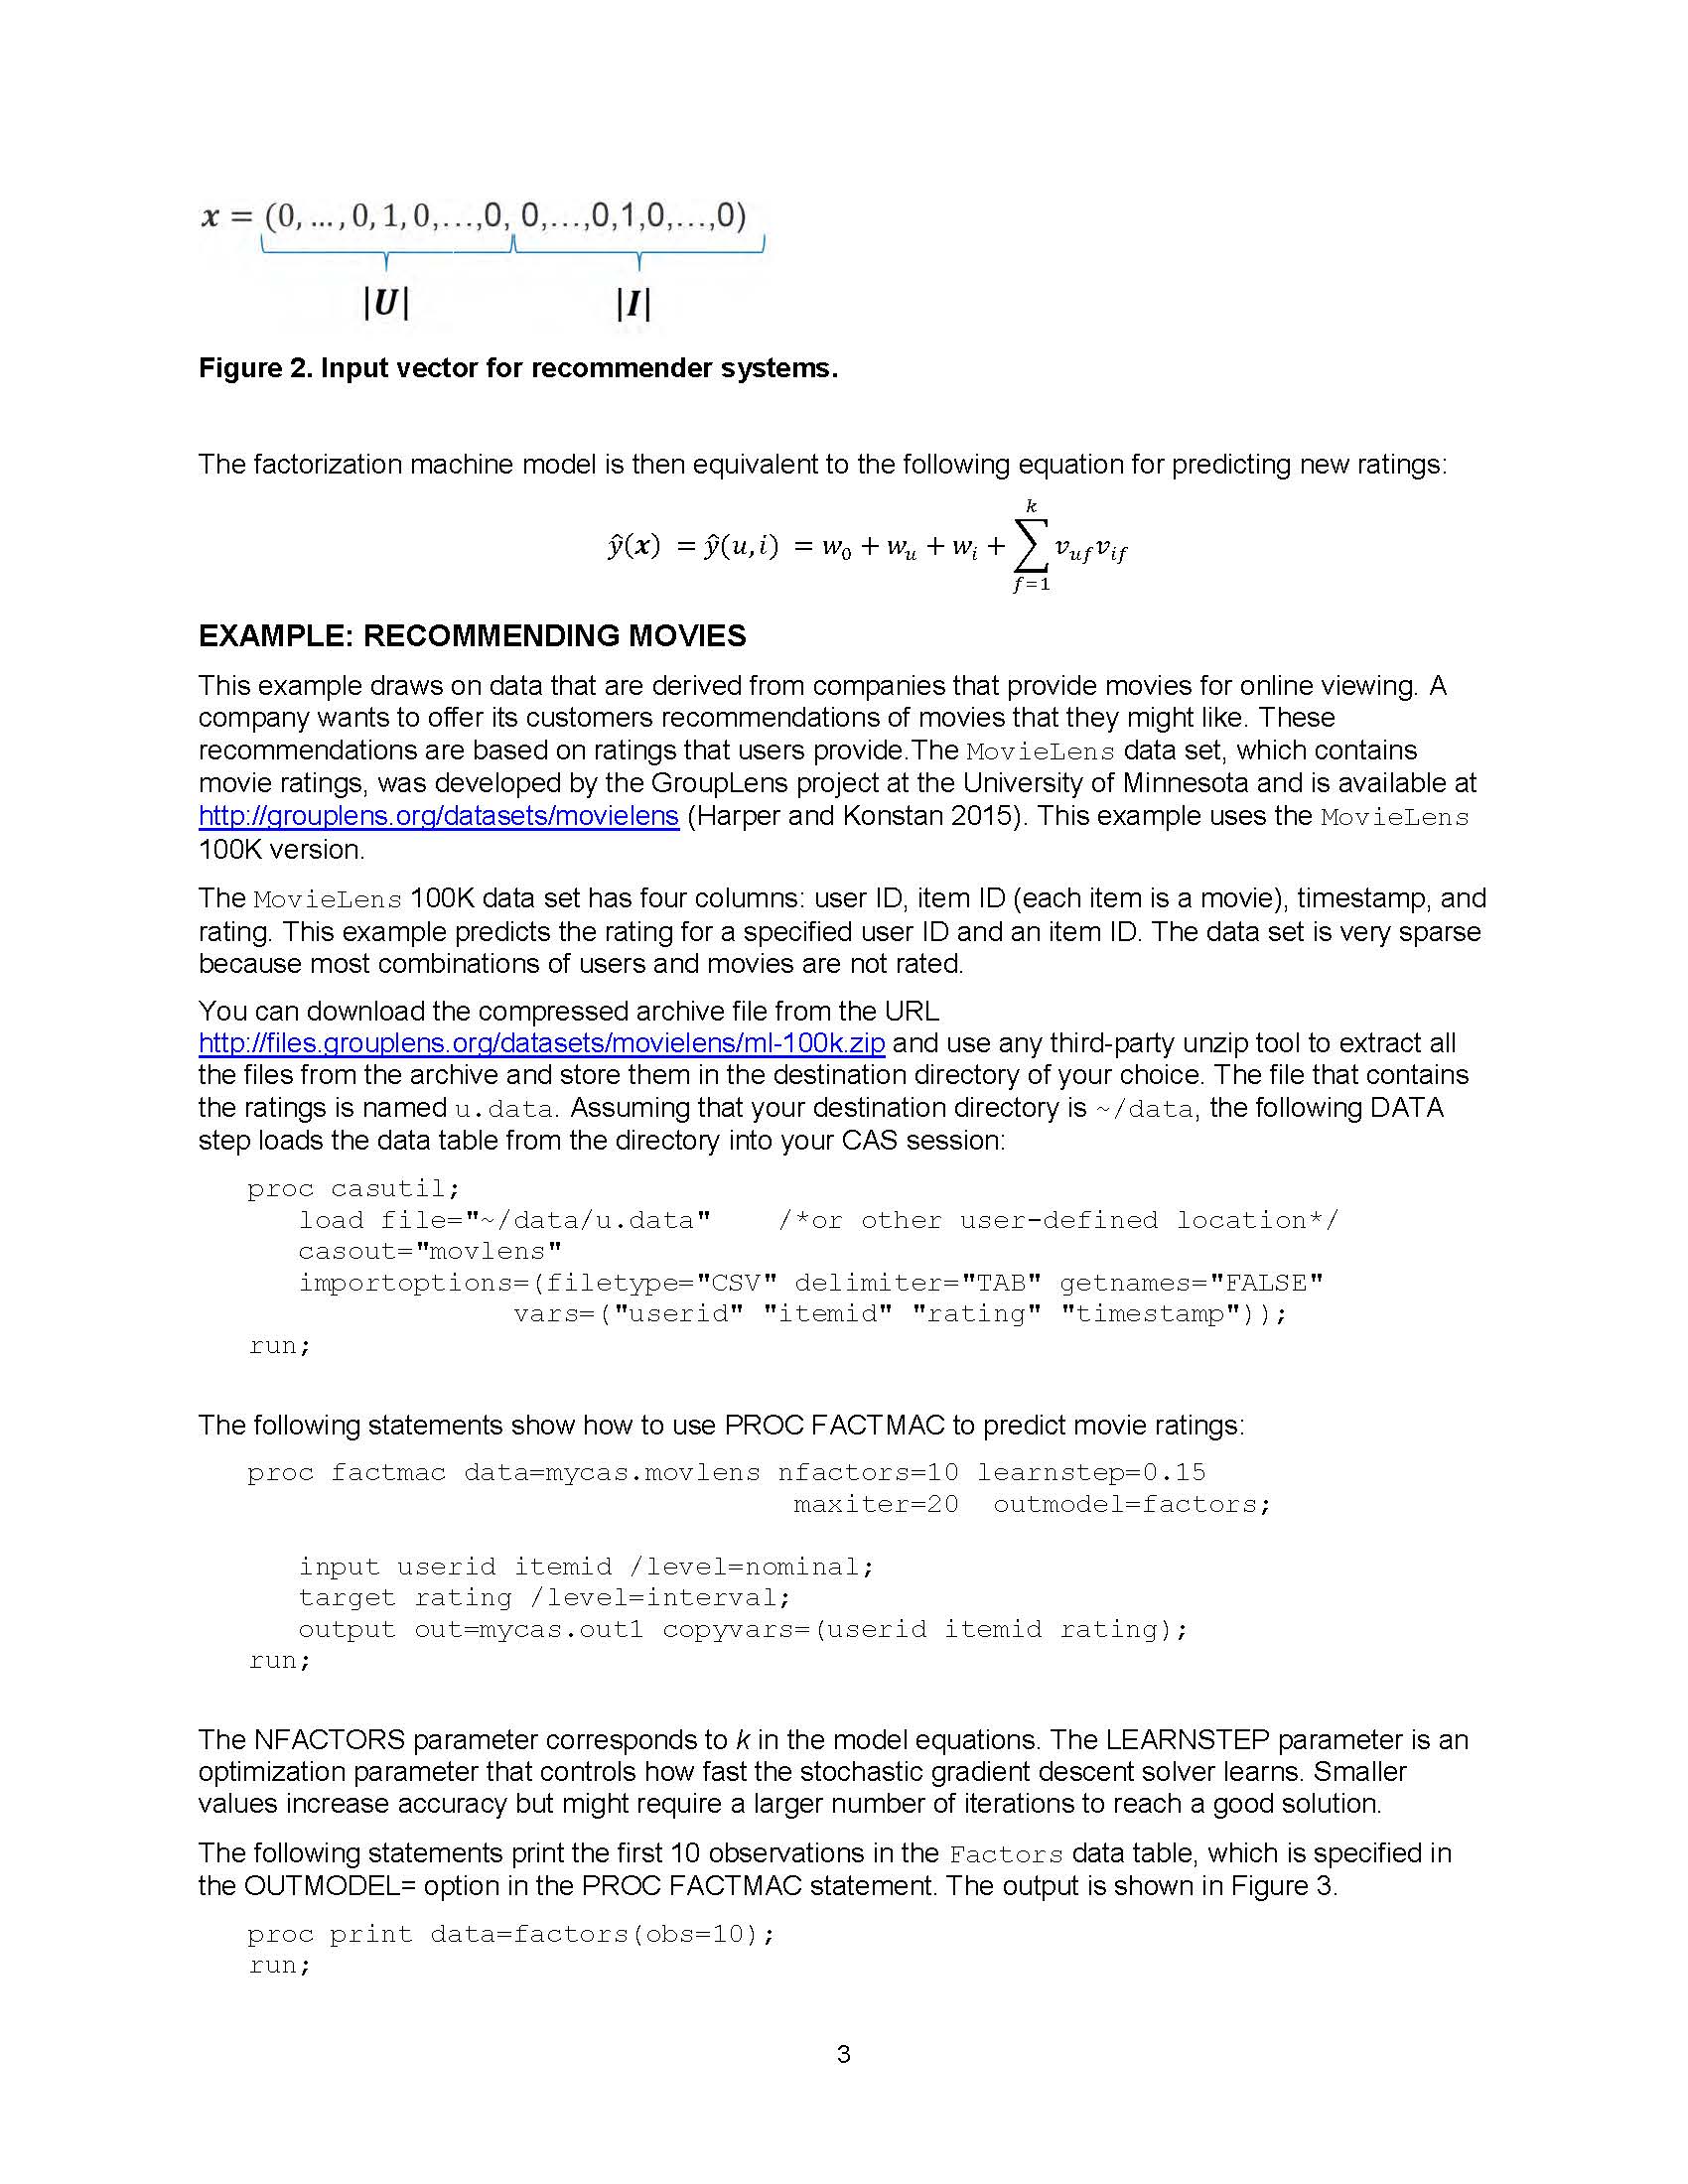 x = (0, ... , 0, 1, 0,...,0, 0,...,0,1,0,...,0)
|U| |I|
Figure 2. Input vector for recommender systems.
The factorization machine model is then equivalent to the following equation for predicting new ratings:
k
ŷ(x) = ŷ(u, i) = w0 + wu + wi + ∑ vuf vif
f=1
EXAMPLE: RECOMMENDING MOVIES
This example draws on data that are derived from companies that provide movies for online viewing. A
company wants to offer its customers recommendations of movies that they might like. These
recommendations are based on ratings that users provide.The MovieLens data set, which contains
movie ratings, was developed by the GroupLens project at the University of Minnesota and is available at
http://grouplens.org/datasets/movielens (Harper and Konstan 2015). This example uses the MovieLens
100K version.
The MovieLens 100K data set has four columns: user ID, item ID (each item is a movie), timestamp, and
rating. This example predicts the rating for a specified user ID and an item ID. The data set is very sparse
because most combinations of users and movies are not rated.
You can download the compressed archive file from the URL
http://files.grouplens.org/datasets/movielens/ml-100k.zip and use any third-party unzip tool to extract all
the files from the archive and store them in the destination directory of your choice. The file that contains
the ratings is named u.data. Assuming that your destination directory is ~/data, the following DATA
step loads the data table from the directory into your CAS session:
proc casutil;
load file="~/data/u.data" /*or other user-defined location*/
casout="movlens"
importoptions=(filetype="CSV" delimiter="TAB" getnames="FALSE"
vars=("userid" "itemid" "rating" "timestamp"));
run;
The following statements show how to use PROC FACTMAC to predict movie ratings:
proc factmac data=mycas.movlens nfactors=10 learnstep=0.15
maxiter=20 outmodel=factors;
input userid itemid /level=nominal;
target rating /level=interval;
output out=mycas.out1 copyvars=(userid itemid rating);
run;
The NFACTORS parameter corresponds to k in the model equations. The LEARNSTEP parameter is an
optimization parameter that controls how fast the stochastic gradient descent solver learns. Smaller
values increase accuracy but might require a larger number of iterations to reach a good solution.
The following statements print the first 10 observations in the Factors data table, which is specified in
the OUTMODEL= option in the PROC FACTMAC statement. The output is shown in Figure 3.
proc print data=factors(obs=10);
run;
3